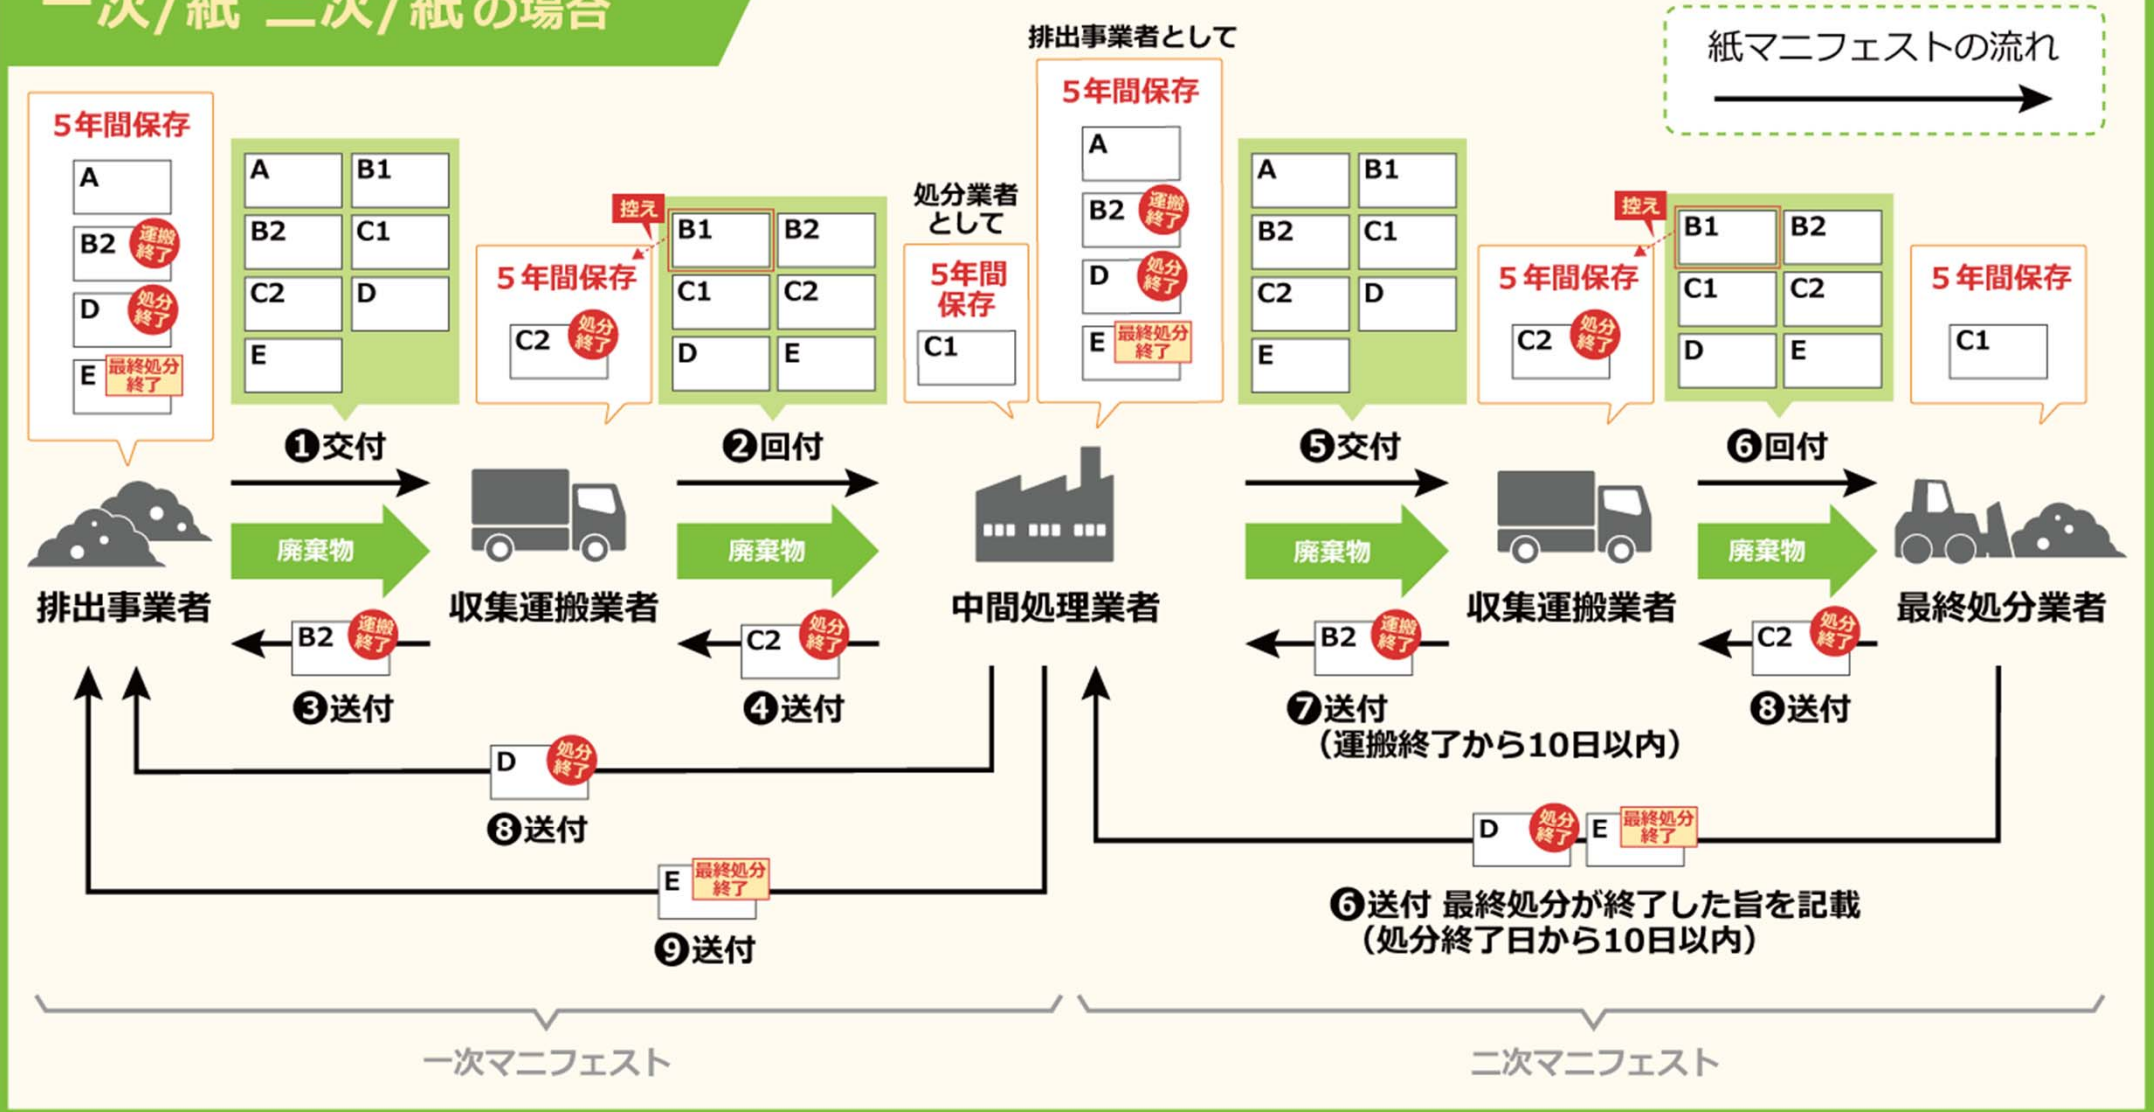 一次/紙 二次/紙の場合
紙マニフェストの流れ
5年間保存
A
B2 運搬終了
D 処分終了
E 最終処分終了
A B1
B2 C1
C2 D
E
❶交付
控え
5年間保存
C2 処分終了
B1 B2
C1 C2
D E
❷回付
処分業者
として
5年間
保存
C1
排出事業者として
5年間保存
A
B2 運搬終了
D 処分終了
E 最終処分終了
A B1
B2 C1
C2 D
E
❺交付
控え
5年間保存
C2 処分終了
B1 B2
C1 C2
D E
❻回付
5年間保存
C1
廃棄物
廃棄物
廃棄物
廃棄物
排出事業者
収集運搬業者
中間処理業者
収集運搬業者
最終処分業者
B2 運搬終了
❸送付
C2 処分終了
❹送付
B2 運搬終了
❼送付
（運搬終了から10日以内）
C2 処分終了
❽送付
D 処分終了
❽送付
E 最終処分終了
❾送付
D 処分終了
E 最終処分終了
❻送付 最終処分が終了した旨を記載
（処分終了日から10日以内）
一次マニフェスト
二次マニフェスト